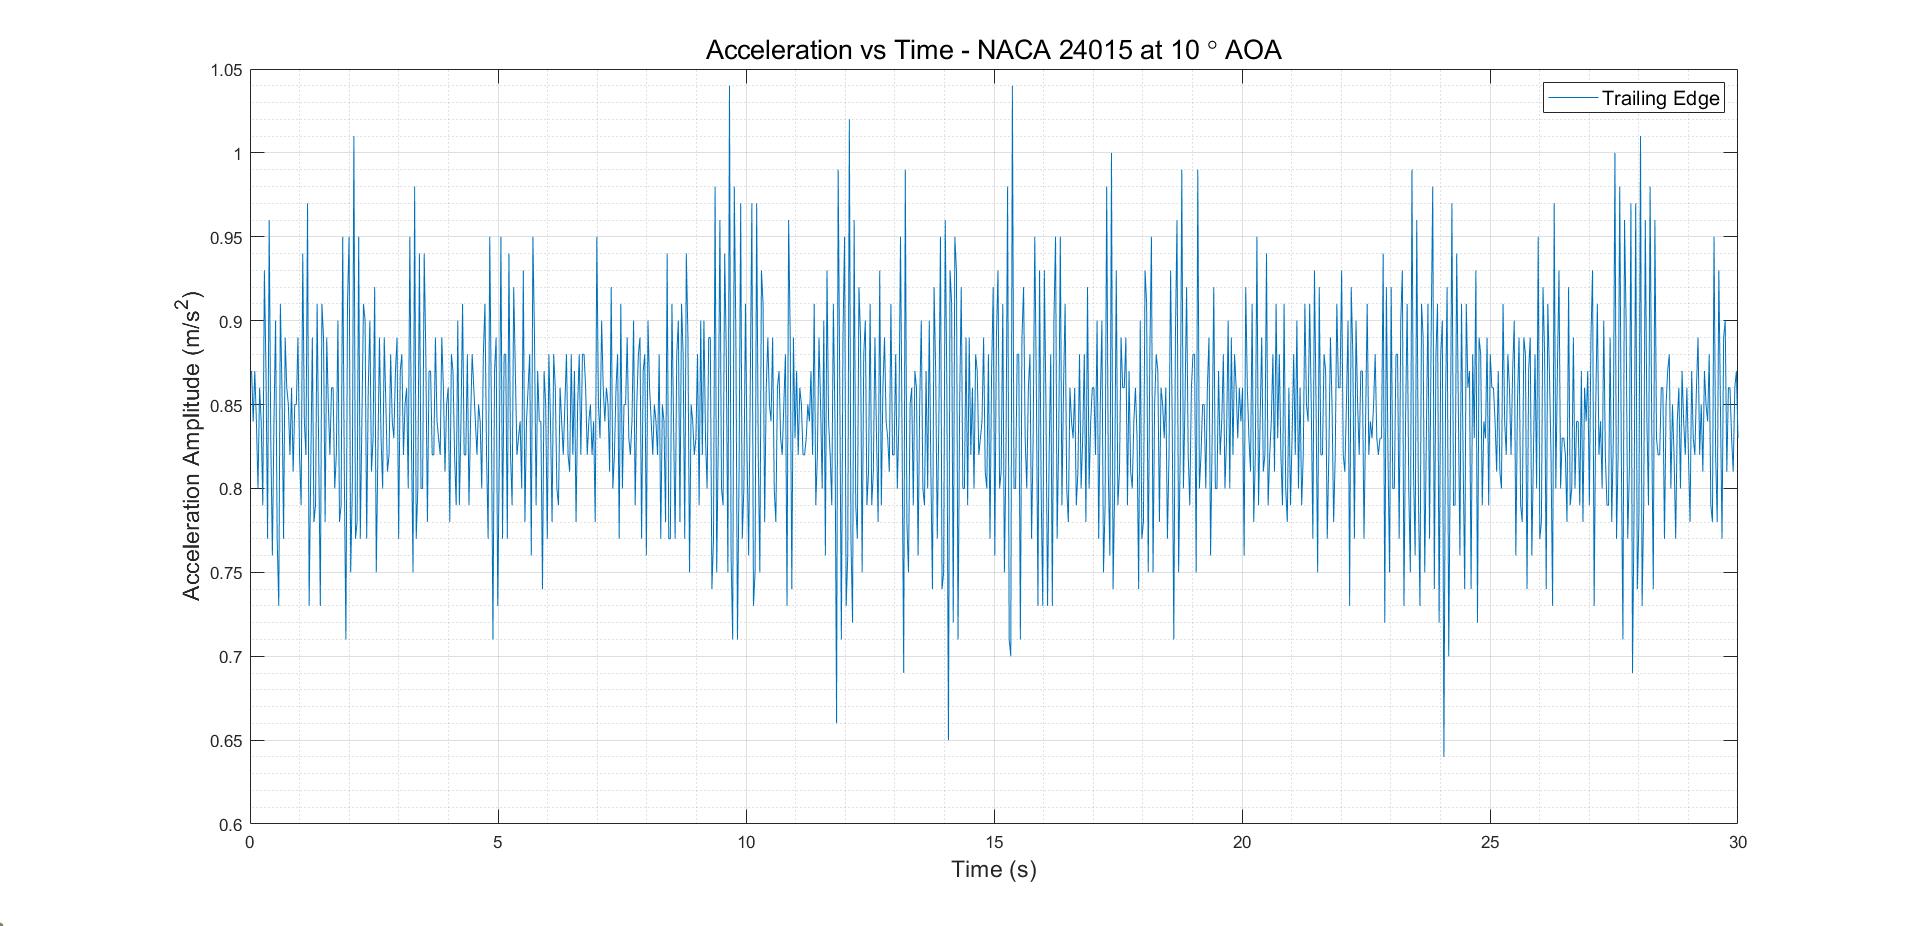 Acceleration vs Time - NACA 24015 at 10 ° AOA
Trailing Edge
Acceleration Amplitude (m/s²)
1.05
1
0.95
0.9
0.85
0.8
0.75
0.7
0.65
0.6
0 5 10 15 20 25 30
Time (s)